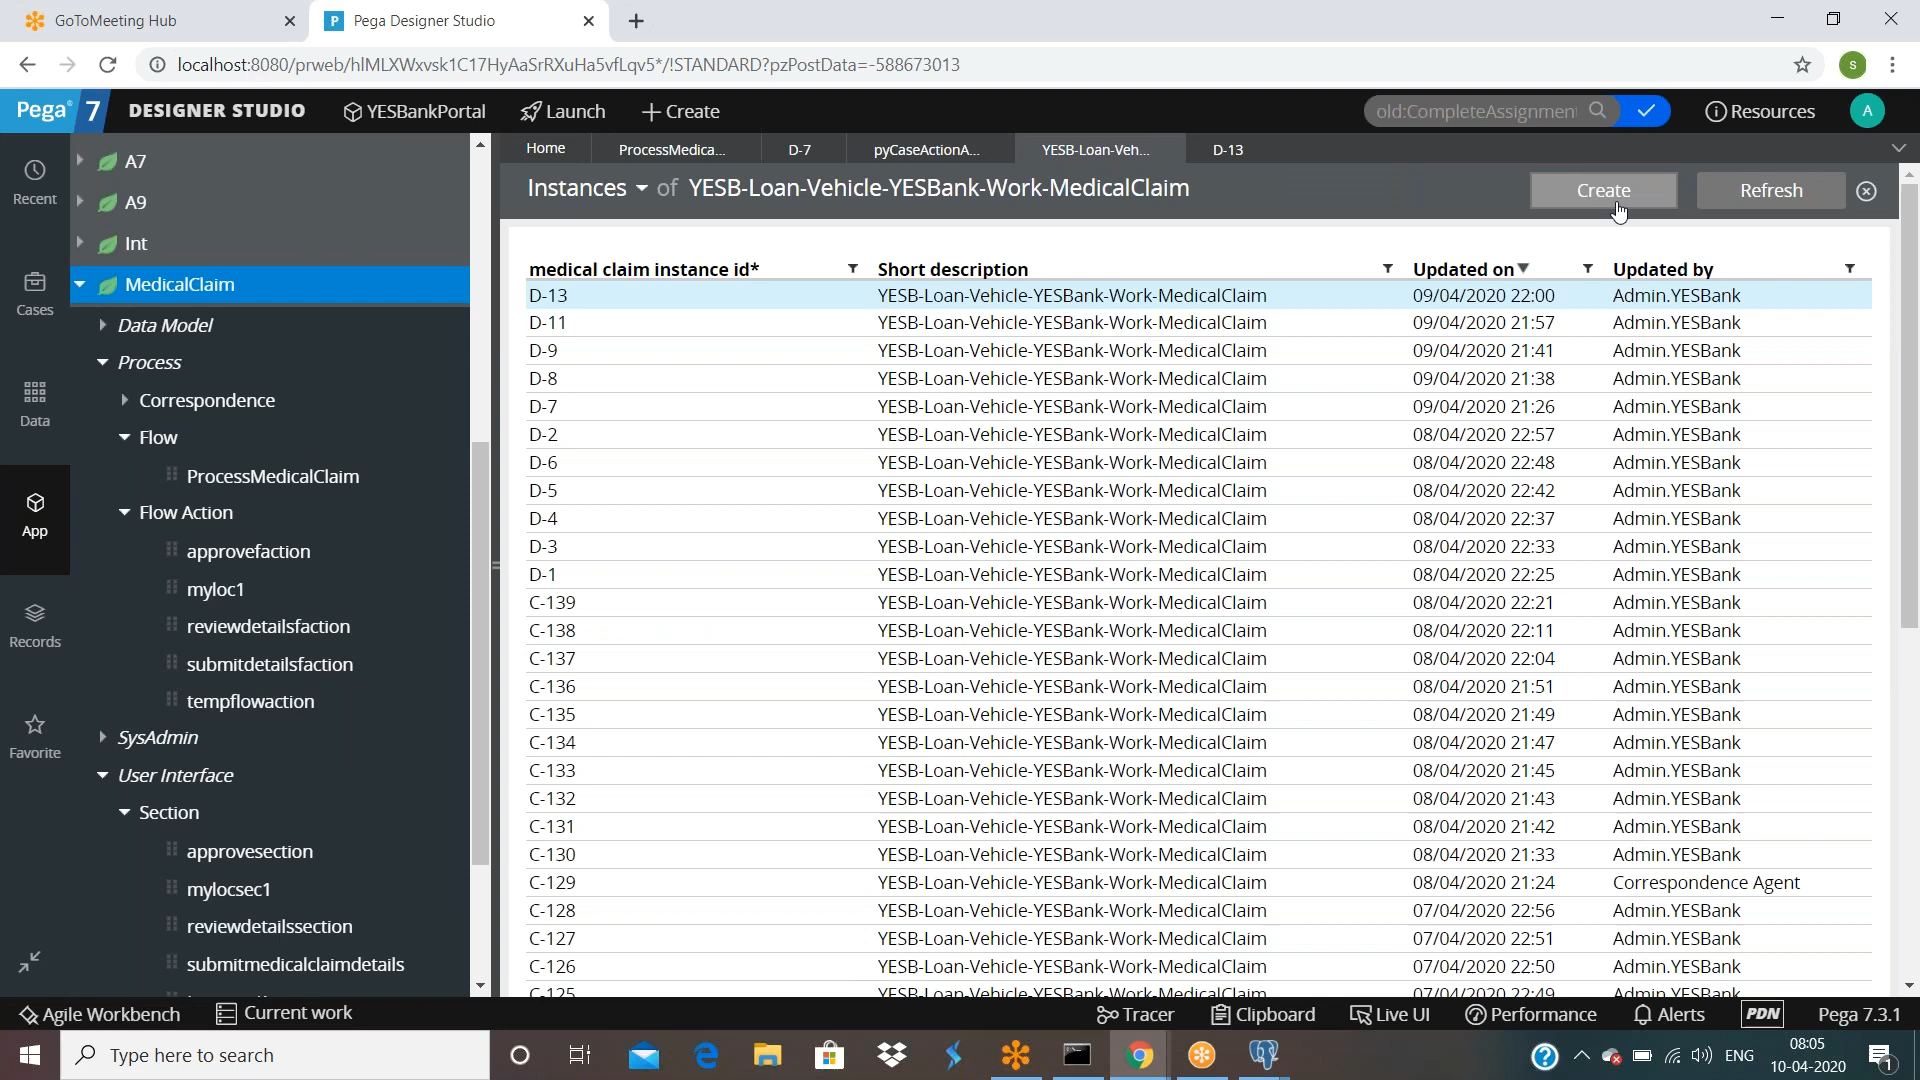 GoToMeeting Hub
Pega Designer Studio
localhost:8080/prweb/hlMLXWxvsk1C17HyAaSrRXuHa5vfLqv5*/!STANDARD?pzPostData=-588673013
s
Pega 7 DESIGNER STUDIO YESBankPortal Launch Create old:CompleteAssignment Resources A
Recent
Cases
Data
App
Records
Favorite
A7
A9
Int
MedicalClaim
Data Model
Process
Correspondence
Flow
ProcessMedicalClaim
Flow Action
approvefaction
myloc1
reviewdetailsfaction
submitdetailsfaction
tempflowaction
SysAdmin
User Interface
Section
approvesection
mylocsec1
reviewdetailssection
submitmedicalclaimdetails
Home ProcessMedica... D-7 pyCaseActionA... YESB-Loan-Veh... D-13
Instances of YESB-Loan-Vehicle-YESBank-Work-MedicalClaim Create Refresh
medical claim instance id* Short description Updated on Updated by
D-13 YESB-Loan-Vehicle-YESBank-Work-MedicalClaim 09/04/2020 22:00 Admin.YESBank
D-11 YESB-Loan-Vehicle-YESBank-Work-MedicalClaim 09/04/2020 21:57 Admin.YESBank
D-9 YESB-Loan-Vehicle-YESBank-Work-MedicalClaim 09/04/2020 21:41 Admin.YESBank
D-8 YESB-Loan-Vehicle-YESBank-Work-MedicalClaim 09/04/2020 21:38 Admin.YESBank
D-7 YESB-Loan-Vehicle-YESBank-Work-MedicalClaim 09/04/2020 21:26 Admin.YESBank
D-2 YESB-Loan-Vehicle-YESBank-Work-MedicalClaim 08/04/2020 22:57 Admin.YESBank
D-6 YESB-Loan-Vehicle-YESBank-Work-MedicalClaim 08/04/2020 22:48 Admin.YESBank
D-5 YESB-Loan-Vehicle-YESBank-Work-MedicalClaim 08/04/2020 22:42 Admin.YESBank
D-4 YESB-Loan-Vehicle-YESBank-Work-MedicalClaim 08/04/2020 22:37 Admin.YESBank
D-3 YESB-Loan-Vehicle-YESBank-Work-MedicalClaim 08/04/2020 22:33 Admin.YESBank
D-1 YESB-Loan-Vehicle-YESBank-Work-MedicalClaim 08/04/2020 22:25 Admin.YESBank
C-139 YESB-Loan-Vehicle-YESBank-Work-MedicalClaim 08/04/2020 22:21 Admin.YESBank
C-138 YESB-Loan-Vehicle-YESBank-Work-MedicalClaim 08/04/2020 22:11 Admin.YESBank
C-137 YESB-Loan-Vehicle-YESBank-Work-MedicalClaim 08/04/2020 22:04 Admin.YESBank
C-136 YESB-Loan-Vehicle-YESBank-Work-MedicalClaim 08/04/2020 21:51 Admin.YESBank
C-135 YESB-Loan-Vehicle-YESBank-Work-MedicalClaim 08/04/2020 21:49 Admin.YESBank
C-134 YESB-Loan-Vehicle-YESBank-Work-MedicalClaim 08/04/2020 21:47 Admin.YESBank
C-133 YESB-Loan-Vehicle-YESBank-Work-MedicalClaim 08/04/2020 21:45 Admin.YESBank
C-132 YESB-Loan-Vehicle-YESBank-Work-MedicalClaim 08/04/2020 21:43 Admin.YESBank
C-131 YESB-Loan-Vehicle-YESBank-Work-MedicalClaim 08/04/2020 21:42 Admin.YESBank
C-130 YESB-Loan-Vehicle-YESBank-Work-MedicalClaim 08/04/2020 21:33 Admin.YESBank
C-129 YESB-Loan-Vehicle-YESBank-Work-MedicalClaim 08/04/2020 21:24 Correspondence Agent
C-128 YESB-Loan-Vehicle-YESBank-Work-MedicalClaim 07/04/2020 22:56 Admin.YESBank
C-127 YESB-Loan-Vehicle-YESBank-Work-MedicalClaim 07/04/2020 22:51 Admin.YESBank
C-126 YESB-Loan-Vehicle-YESBank-Work-MedicalClaim 07/04/2020 22:50 Admin.YESBank
C-125 YESB-Loan-Vehicle-YESBank-Work-MedicalClaim 07/04/2020 22:49 Admin.YESBank
Agile Workbench Current work Tracer Clipboard Live UI Performance Alerts PDN Pega 7.3.1
Type here to search
ENG
08:05
10-04-2020
1